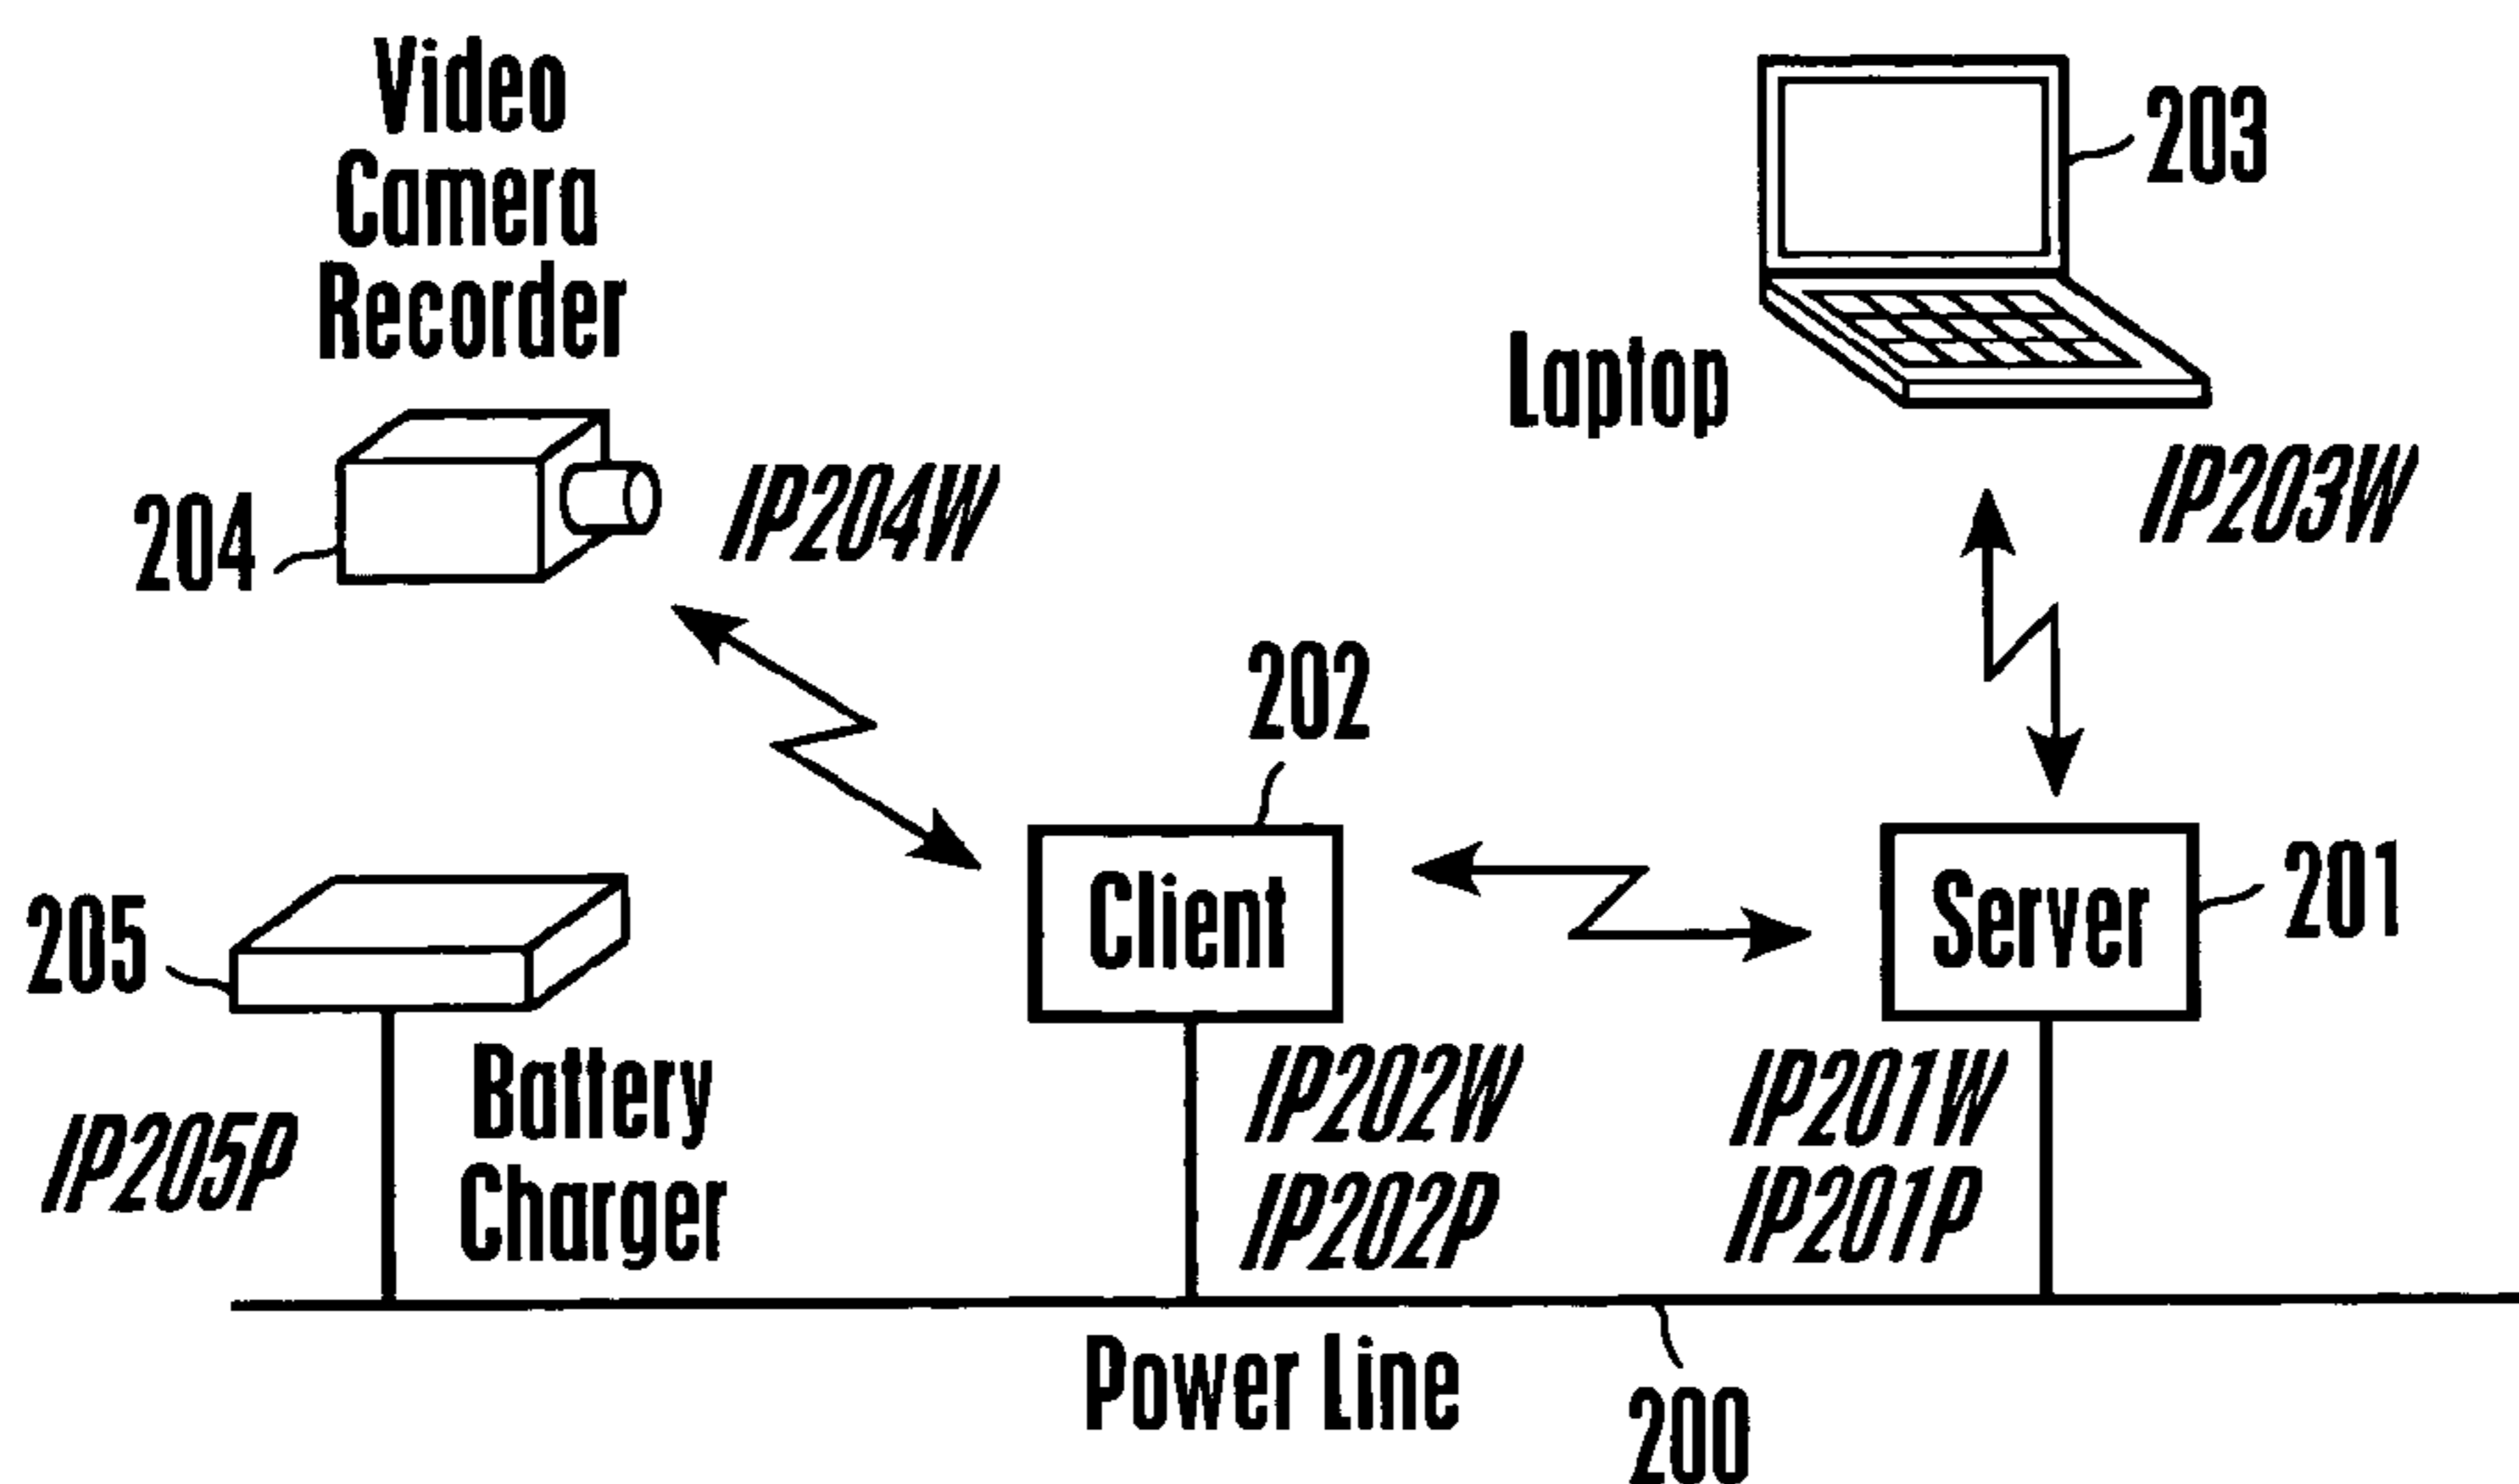 Video
Camera
Recorder
203
Laptop
204
IP204W
IP203W
202
205
Client
Server
201
Battery
Charger
IP205P
IP202W
IP202P
IP201W
IP201P
Power Line
200